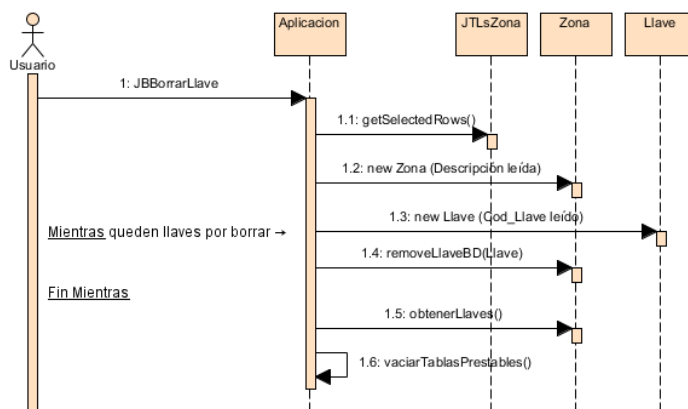 Aplicacion
JTLsZona
Zona
Llave
Usuario
1: JBBorrarLlave
1.1: getSelectedRows()
1.2: new Zona (Descripción leída)
1.3: new Llave (Cod_Llave leído)
Mientras queden llaves por borrar →
1.4: removeLlaveBD(Llave)
Fin Mientras
1.5: obtenerLlaves()
1.6: vaciarTablasPrestables()